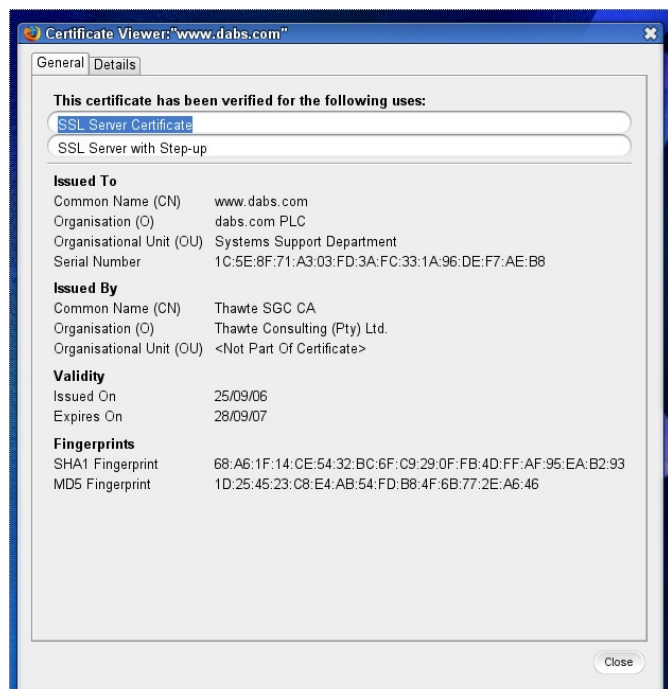 Certificate Viewer:"www.dabs.com"
General Details
This certificate has been verified for the following uses:
SSL Server Certificate
SSL Server with Step-up
Issued To
Common Name (CN) www.dabs.com
Organisation (O) dabs.com PLC
Organisational Unit (OU) Systems Support Department
Serial Number 1C:5E:8F:71:A3:03:FD:3A:FC:33:1A:96:DE:F7:AE:B8
Issued By
Common Name (CN) Thawte SGC CA
Organisation (O) Thawte Consulting (Pty) Ltd.
Organisational Unit (OU) <Not Part Of Certificate>
Validity
Issued On 25/09/06
Expires On 28/09/07
Fingerprints
SHA1 Fingerprint 68:A6:1F:14:CE:54:32:BC:6F:C9:29:0F:FB:4D:FF:AF:95:EA:B2:93
MD5 Fingerprint 1D:25:45:23:C8:E4:AB:54:FD:B8:4F:6B:77:2E:A6:46
Close